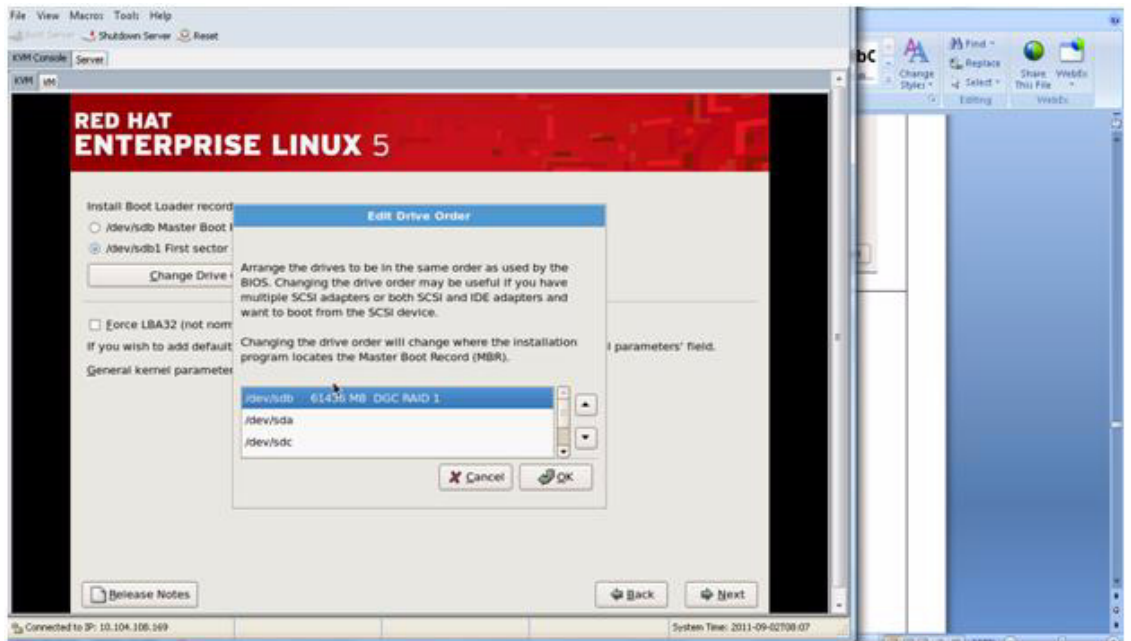 File View Macros Tools Help
Shutdown Server Reset
KVM Console Server
KVM VM
RED HAT
ENTERPRISE LINUX 5
Install Boot Loader record
/dev/sdb Master Boot
/dev/sdb1 First sector
Change Drive
Force LBA32 (not norm
If you wish to add default
l parameters' field.
General kernel parameter
Edit Drive Order
Arrange the drives to be in the same order as used by the
BIOS. Changing the drive order may be useful if you have
multiple SCSI adapters or both SCSI and IDE adapters and
want to boot from the SCSI device.
Changing the drive order will change where the installation
program locates the Master Boot Record (MBR).
/dev/sdb 61436 MB DGC RAID 1
/dev/sda
/dev/sdc
Cancel OK
Release Notes
Back Next
Connected to IP: 10.104.108.169
System Time: 2011-09-02T08:07
Change
Styles
Find
Replace
Select
Editing
Share
This File
WebEx
WebEx